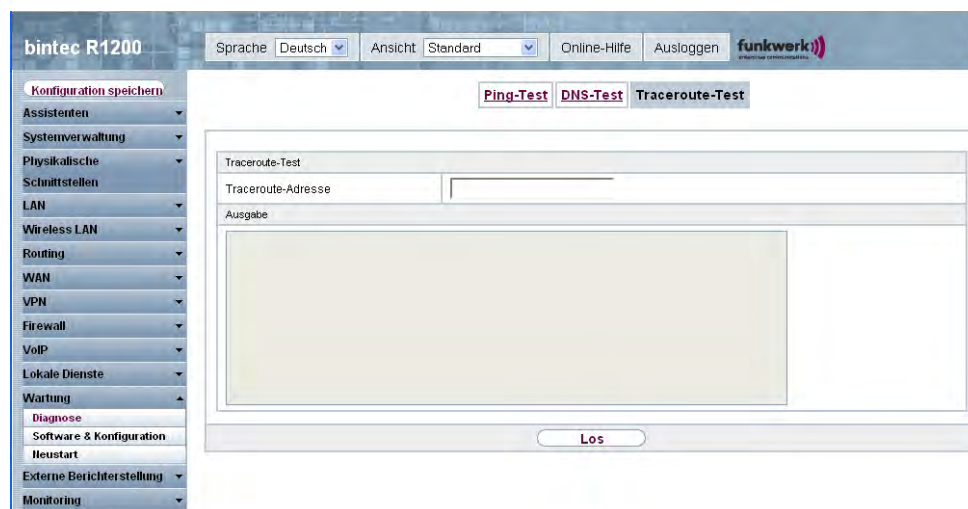 bintec R1200
Sprache Deutsch Ansicht Standard Online-Hilfe Ausloggen funkwerk
Konfiguration speichern
Ping-Test DNS-Test Traceroute-Test
Assistenten
Systemverwaltung
Physikalische Schnittstellen
LAN
Wireless LAN
Routing
WAN
VPN
Firewall
VoIP
Lokale Dienste
Wartung
Diagnose
Software & Konfiguration
Neustart
Externe Berichterstellung
Monitoring
Traceroute-Test
Traceroute-Adresse
Ausgabe
Los